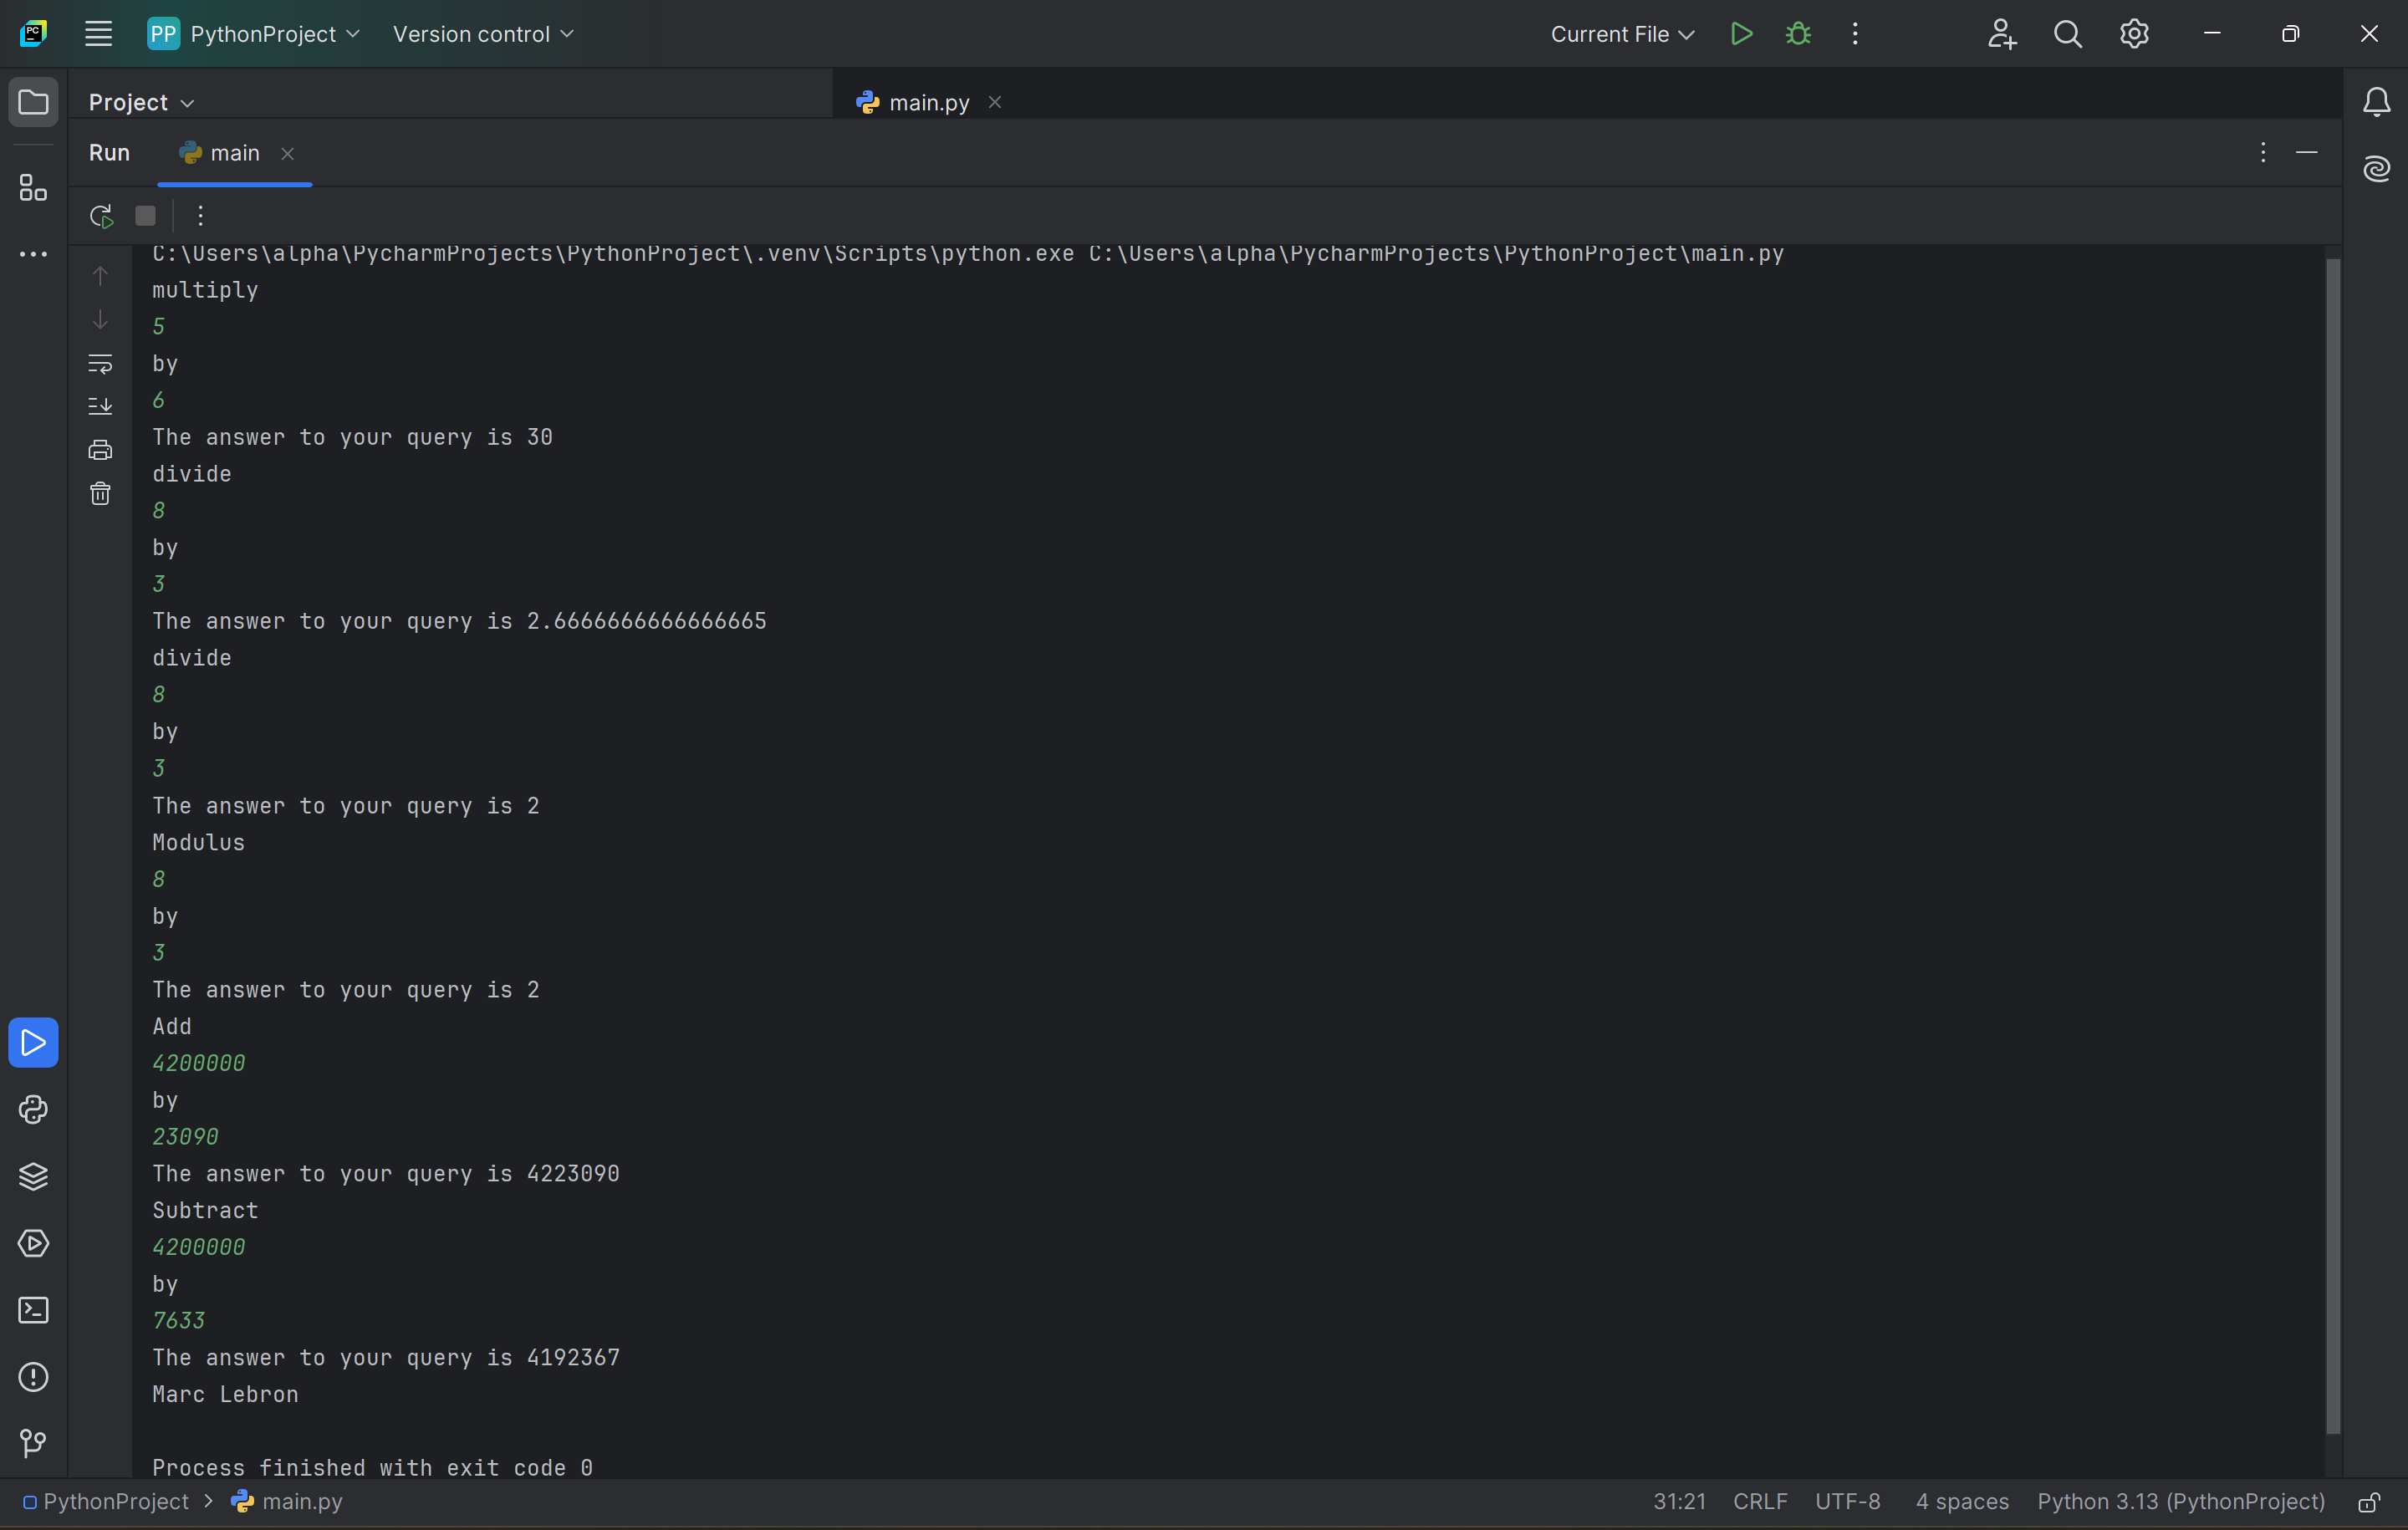 PC
PP PythonProject Version control Current File
Project main.py
Run main
C:\Users\alpha\PycharmProjects\PythonProject\.venv\Scripts\python.exe C:\Users\alpha\PycharmProjects\PythonProject\main.py
multiply
5
by
6
The answer to your query is 30
divide
8
by
3
The answer to your query is 2.6666666666666665
divide
8
by
3
The answer to your query is 2
Modulus
8
by
3
The answer to your query is 2
Add
4200000
by
23090
The answer to your query is 4223090
Subtract
4200000
by
7633
The answer to your query is 4192367
Marc Lebron
Process finished with exit code 0
PythonProject > main.py 31:21 CRLF UTF-8 4 spaces Python 3.13 (PythonProject)